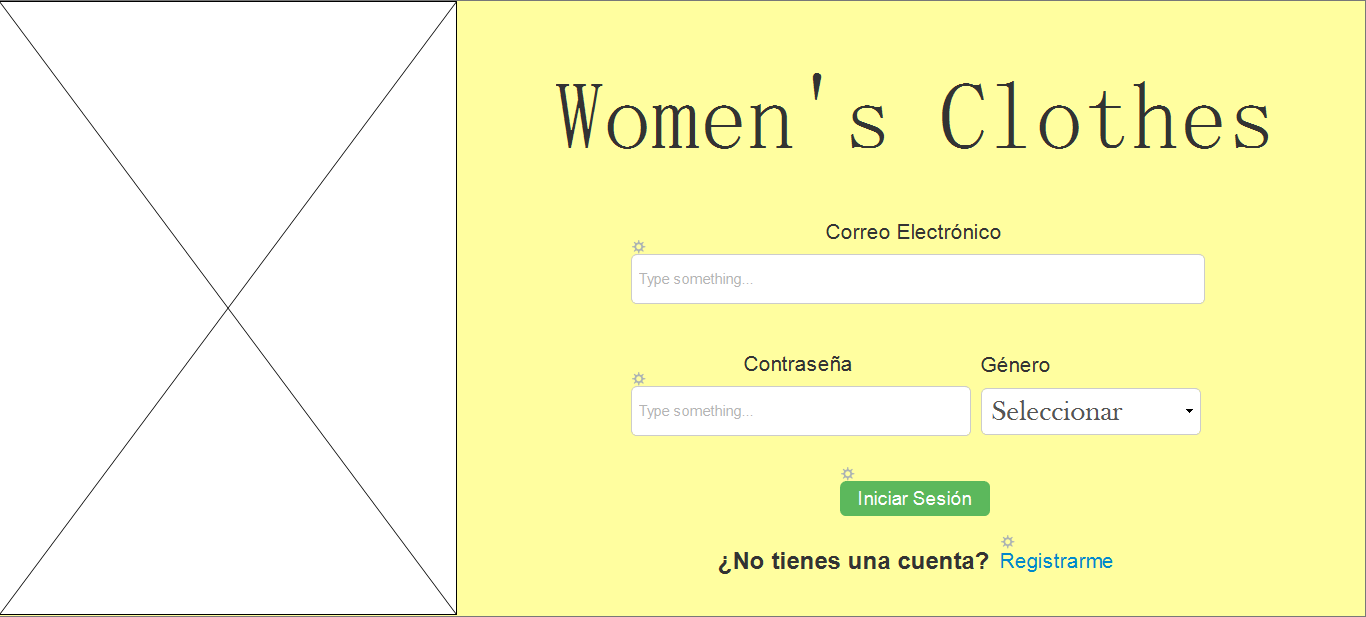 Women's Clothes
Correo Electrónico
Type something...
Contraseña Género
Type something... Seleccionar
Iniciar Sesión
¿No tienes una cuenta? Registrarme